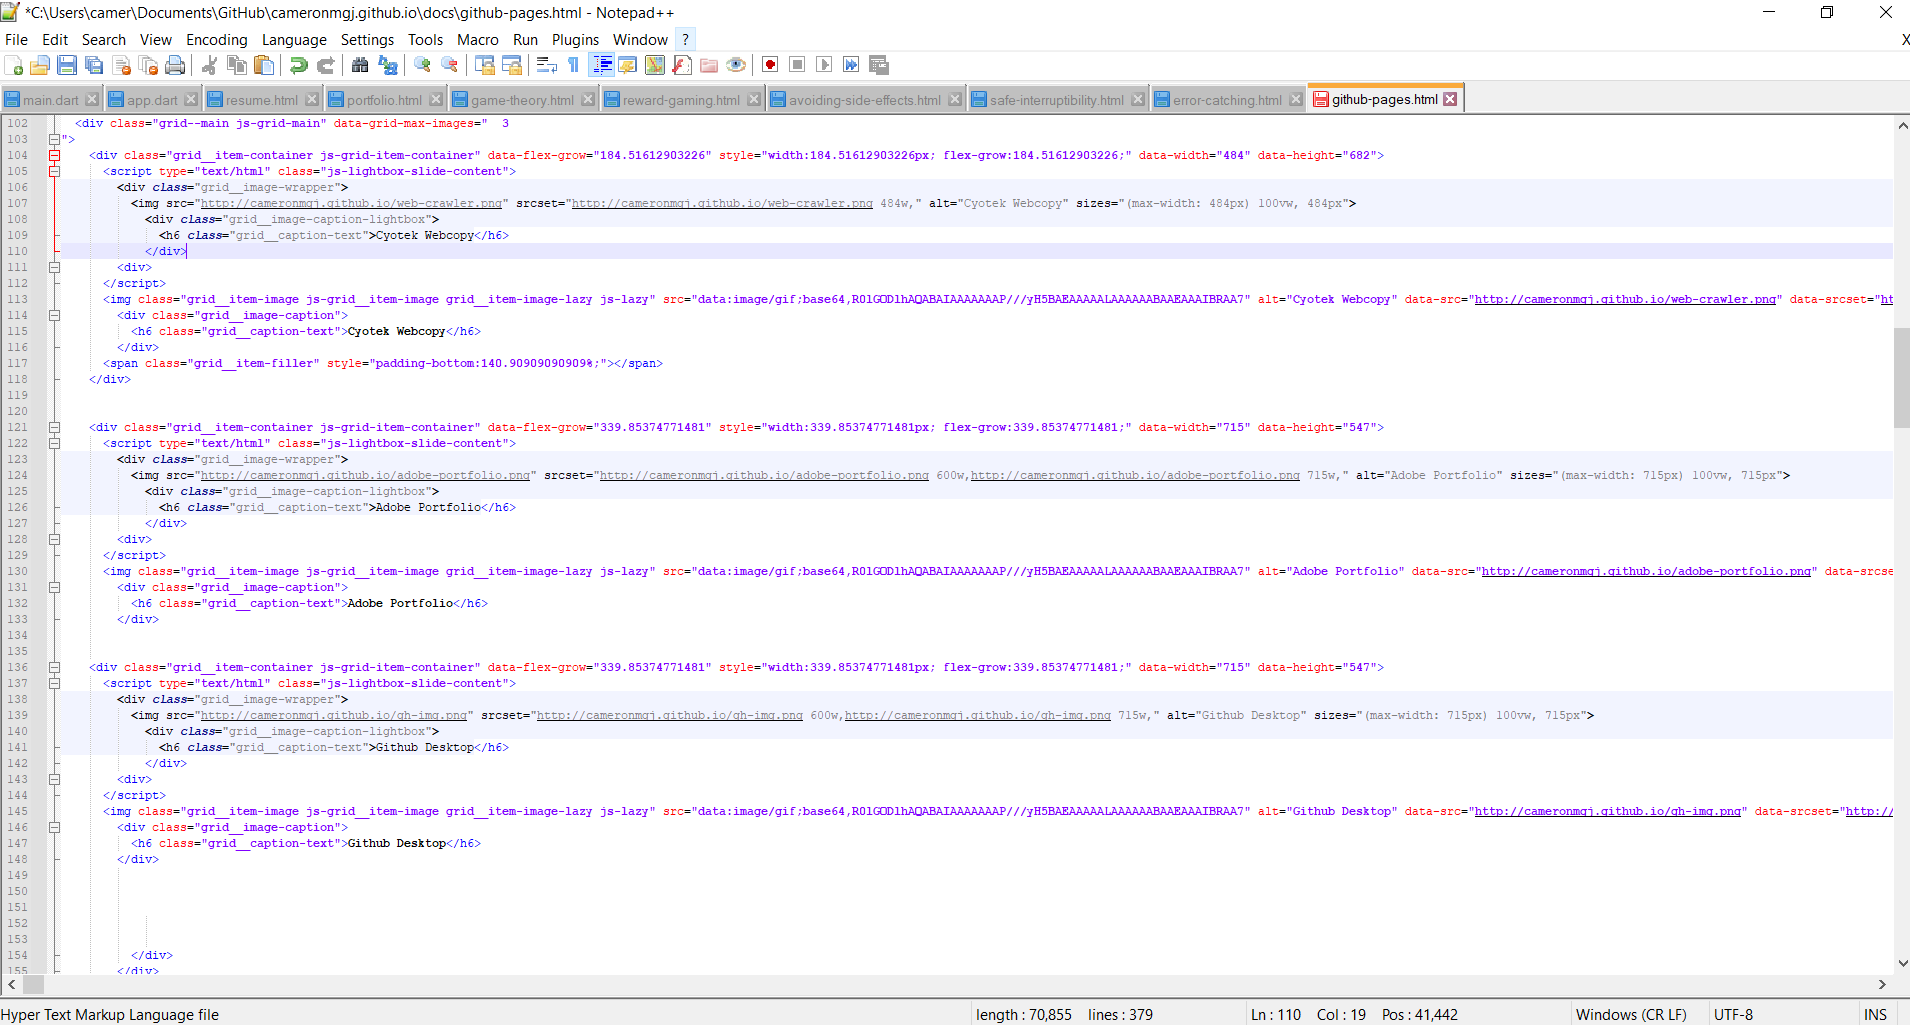 *C:\Users\camer\Documents\GitHub\cameronmgj.github.io\docs\github-pages.html - Notepad++
File Edit Search View Encoding Language Settings Tools Macro Run Plugins Window ? X
main.dart app.dart resume.html portfolio.html game-theory.html reward-gaming.html avoiding-side-effects.html safe-interruptibility.html error-catching.html github-pages.html
102 <div class="grid--main js-grid-main" data-grid-max-images=" 3
103 ">
104 <div class="grid__item-container js-grid-item-container" data-flex-grow="184.51612903226" style="width:184.51612903226px; flex-grow:184.51612903226;" data-width="484" data-height="682">
105 <script type="text/html" class="js-lightbox-slide-content">
106 <div class="grid__image-wrapper">
107 <img src="http://cameronmgj.github.io/web-crawler.png" srcset="http://cameronmgj.github.io/web-crawler.png 484w," alt="Cyotek Webcopy" sizes="(max-width: 484px) 100vw, 484px">
108 <div class="grid__image-caption-lightbox">
109 <h6 class="grid__caption-text">Cyotek Webcopy</h6>
110 </div>
111 <div>
112 </script>
113 <img class="grid__item-image js-grid__item-image grid__item-image-lazy js-lazy" src="data:image/gif;base64,R0lGODlhAQABAIAAAAAAAP///yH5BAEAAAAALAAAAAABAAEAAAIBRAA7" alt="Cyotek Webcopy" data-src="http://cameronmgj.github.io/web-crawler.png" data-srcset="ht
114 <div class="grid__image-caption">
115 <h6 class="grid__caption-text">Cyotek Webcopy</h6>
116 </div>
117 <span class="grid__item-filler" style="padding-bottom:140.90909090909%;"></span>
118 </div>
119
120
121 <div class="grid__item-container js-grid-item-container" data-flex-grow="339.85374771481" style="width:339.85374771481px; flex-grow:339.85374771481;" data-width="715" data-height="547">
122 <script type="text/html" class="js-lightbox-slide-content">
123 <div class="grid__image-wrapper">
124 <img src="http://cameronmgj.github.io/adobe-portfolio.png" srcset="http://cameronmgj.github.io/adobe-portfolio.png 600w,http://cameronmgj.github.io/adobe-portfolio.png 715w," alt="Adobe Portfolio" sizes="(max-width: 715px) 100vw, 715px">
125 <div class="grid__image-caption-lightbox">
126 <h6 class="grid__caption-text">Adobe Portfolio</h6>
127 </div>
128 <div>
129 </script>
130 <img class="grid__item-image js-grid__item-image grid__item-image-lazy js-lazy" src="data:image/gif;base64,R0lGODlhAQABAIAAAAAAAP///yH5BAEAAAAALAAAAAABAAEAAAIBRAA7" alt="Adobe Portfolio" data-src="http://cameronmgj.github.io/adobe-portfolio.png" data-srcse
131 <div class="grid__image-caption">
132 <h6 class="grid__caption-text">Adobe Portfolio</h6>
133 </div>
134
135
136 <div class="grid__item-container js-grid-item-container" data-flex-grow="339.85374771481" style="width:339.85374771481px; flex-grow:339.85374771481;" data-width="715" data-height="547">
137 <script type="text/html" class="js-lightbox-slide-content">
138 <div class="grid__image-wrapper">
139 <img src="http://cameronmgj.github.io/gh-img.png" srcset="http://cameronmgj.github.io/gh-img.png 600w,http://cameronmgj.github.io/gh-img.png 715w," alt="Github Desktop" sizes="(max-width: 715px) 100vw, 715px">
140 <div class="grid__image-caption-lightbox">
141 <h6 class="grid__caption-text">Github Desktop</h6>
142 </div>
143 <div>
144 </script>
145 <img class="grid__item-image js-grid__item-image grid__item-image-lazy js-lazy" src="data:image/gif;base64,R0lGODlhAQABAIAAAAAAAP///yH5BAEAAAAALAAAAAABAAEAAAIBRAA7" alt="Github Desktop" data-src="http://cameronmgj.github.io/gh-img.png" data-srcset="http://
146 <div class="grid__image-caption">
147 <h6 class="grid__caption-text">Github Desktop</h6>
148 </div>
149
150
151
152
153
154 </div>
155 </div>
Hyper Text Markup Language file length : 70,855 lines : 379 Ln : 110 Col : 19 Pos : 41,442 Windows (CR LF) UTF-8 INS